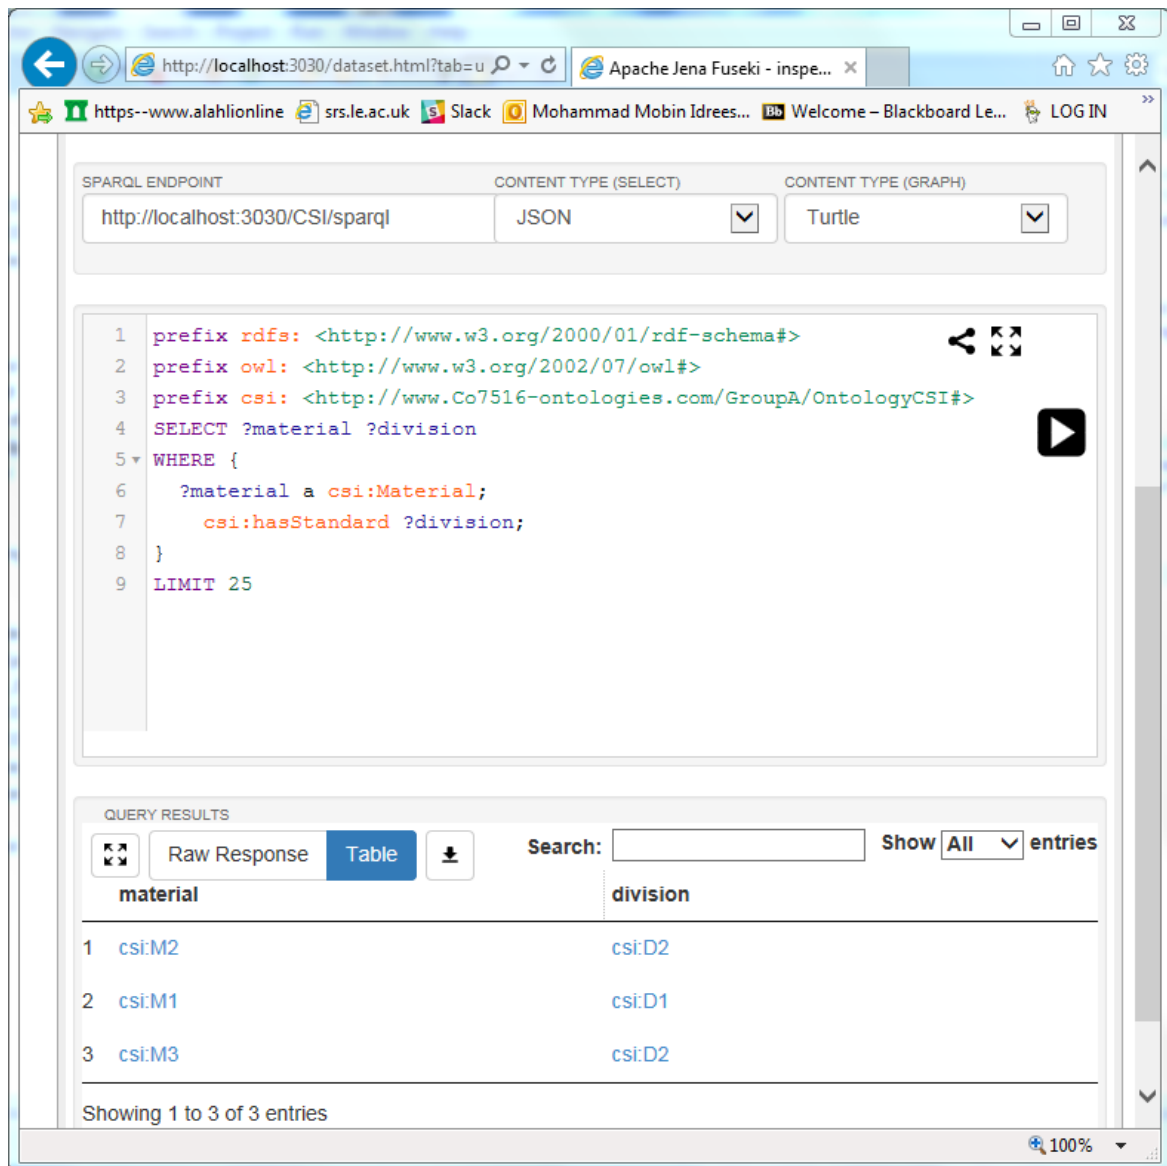 http://localhost:3030/dataset.html?tab=u
Apache Jena Fuseki - inspe...
https--www.alahlionline srs.le.ac.uk Slack Mohammad Mobin Idrees... Bb Welcome – Blackboard Le... LOG IN
SPARQL ENDPOINT CONTENT TYPE (SELECT) CONTENT TYPE (GRAPH)
http://localhost:3030/CSI/sparql JSON Turtle
1 prefix rdfs: <http://www.w3.org/2000/01/rdf-schema#>
2 prefix owl: <http://www.w3.org/2002/07/owl#>
3 prefix csi: <http://www.Co7516-ontologies.com/GroupA/OntologyCSI#>
4 SELECT ?material ?division
5 WHERE {
6 ?material a csi:Material;
7 csi:hasStandard ?division;
8 }
9 LIMIT 25
QUERY RESULTS
Raw Response Table Search: Show All entries
material division
1 csi:M2 csi:D2
2 csi:M1 csi:D1
3 csi:M3 csi:D2
Showing 1 to 3 of 3 entries
100%